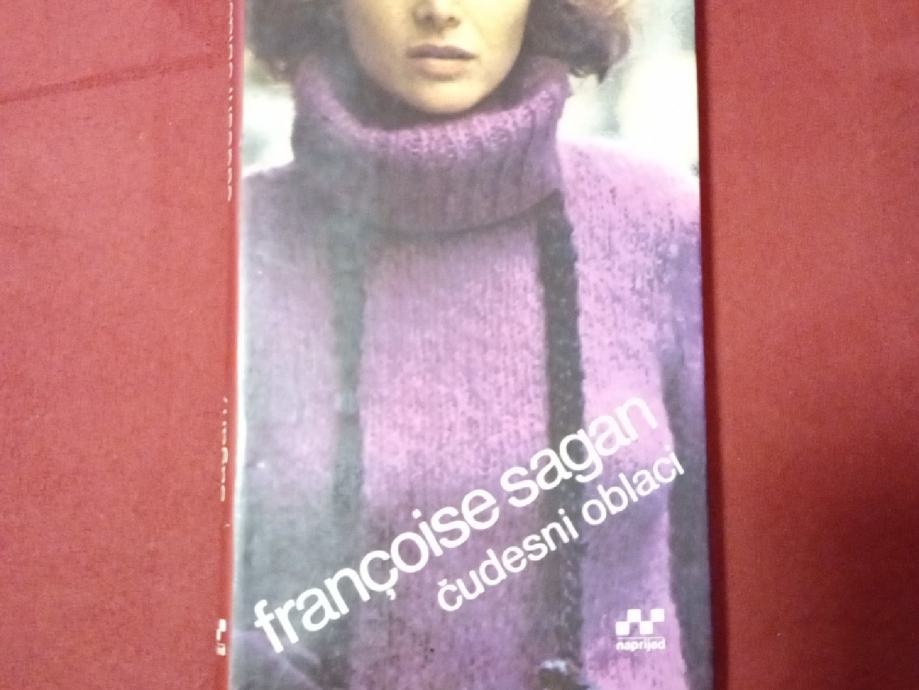 françoise sagan
čudesni oblaci
naprijed